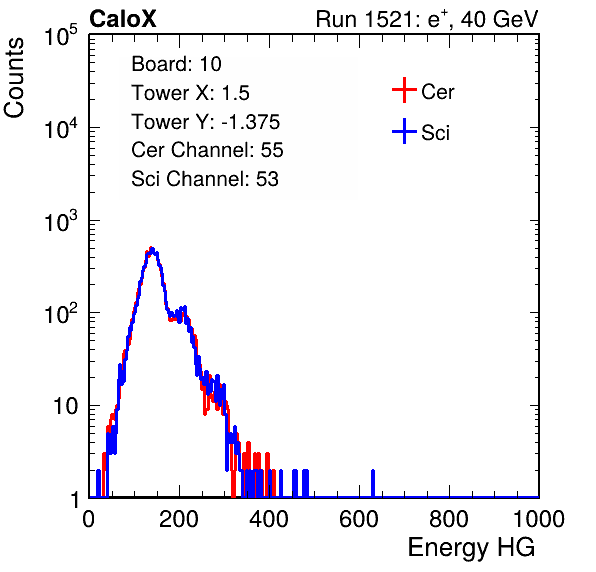 CaloX Run 1521: e⁺, 40 GeV
Counts
Board: 10
Tower X: 1.5
Tower Y: -1.375
Cer Channel: 55
Sci Channel: 53
Cer
Sci
10⁵
10⁴
10³
10²
10
1
0 200 400 600 800 1000
Energy HG